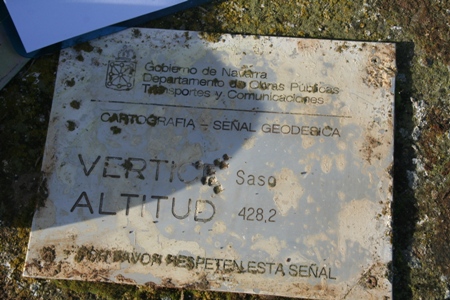 Gobierno de Navarra
Departamento de Obras Públicas
Transportes y Comunicaciones
CARTOGRAFIA - SEÑAL GEODESICA
VERTICE Saso
ALTITUD 428,2
POR FAVOR RESPETEN ESTA SEÑAL